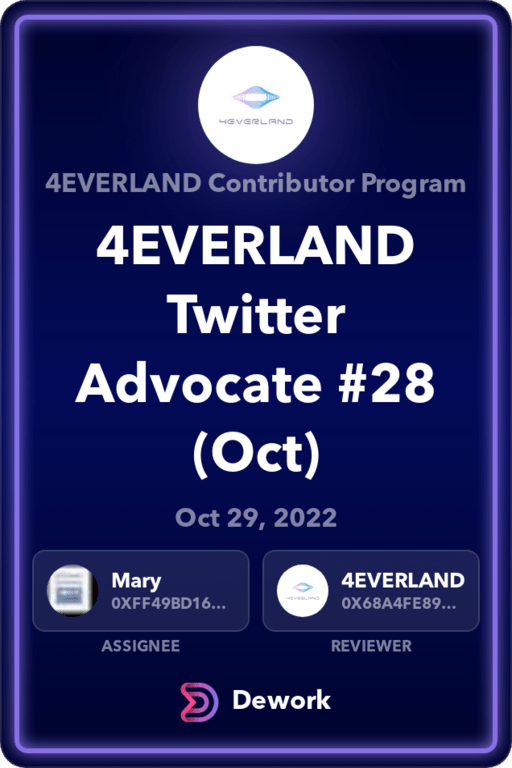 4EVERLAND
4EVERLAND Contributor Program
4EVERLAND
Twitter
Advocate #28
(Oct)
Oct 29, 2022
Mary
0XFF49BD16...
4EVERLAND
0X68A4FE89...
ASSIGNEE
REVIEWER
Dework